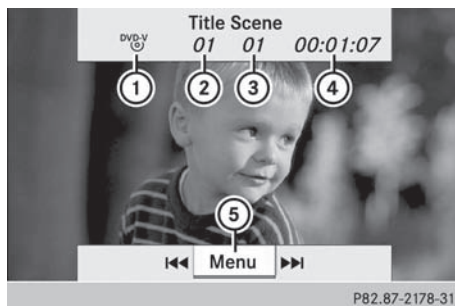 Title Scene
DVD-V 01 01 00:01:07
1 2 3 4
5
Menu
P82.87-2178-31